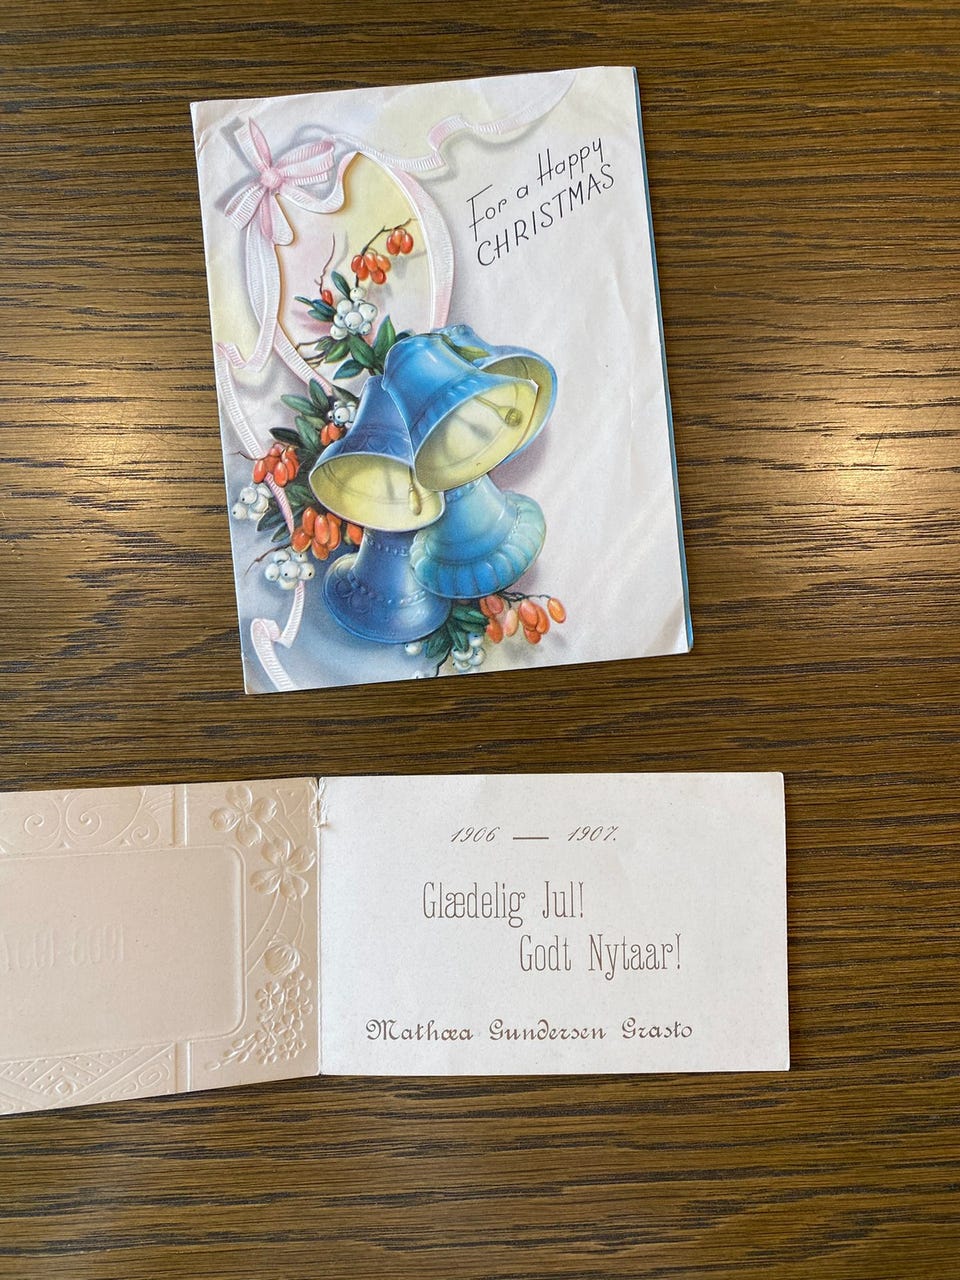 For a Happy
CHRISTMAS
1906 — 1907.
Glædelig Jul!
Godt Nytaar!
Mathæa Gundersen Grasto